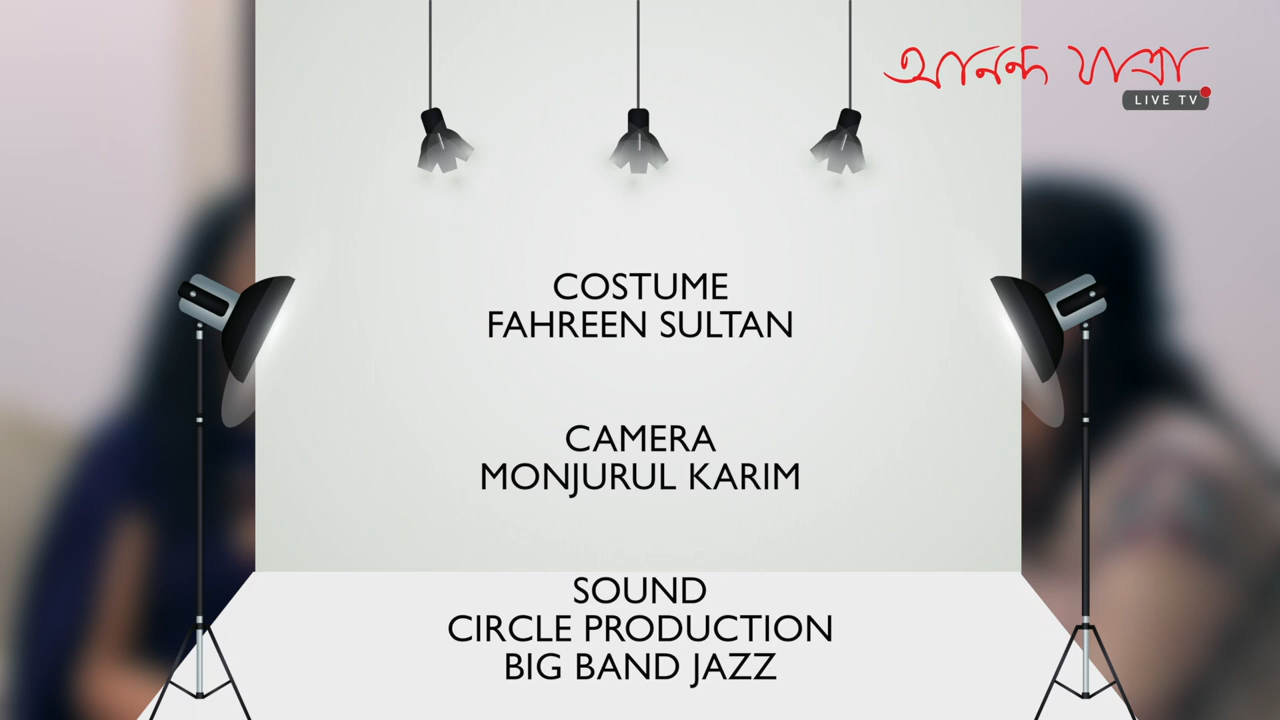 আনন্দ যাত্রা
LIVE TV
COSTUME
FAHREEN SULTAN
CAMERA
MONJURUL KARIM
SOUND
CIRCLE PRODUCTION
BIG BAND JAZZ